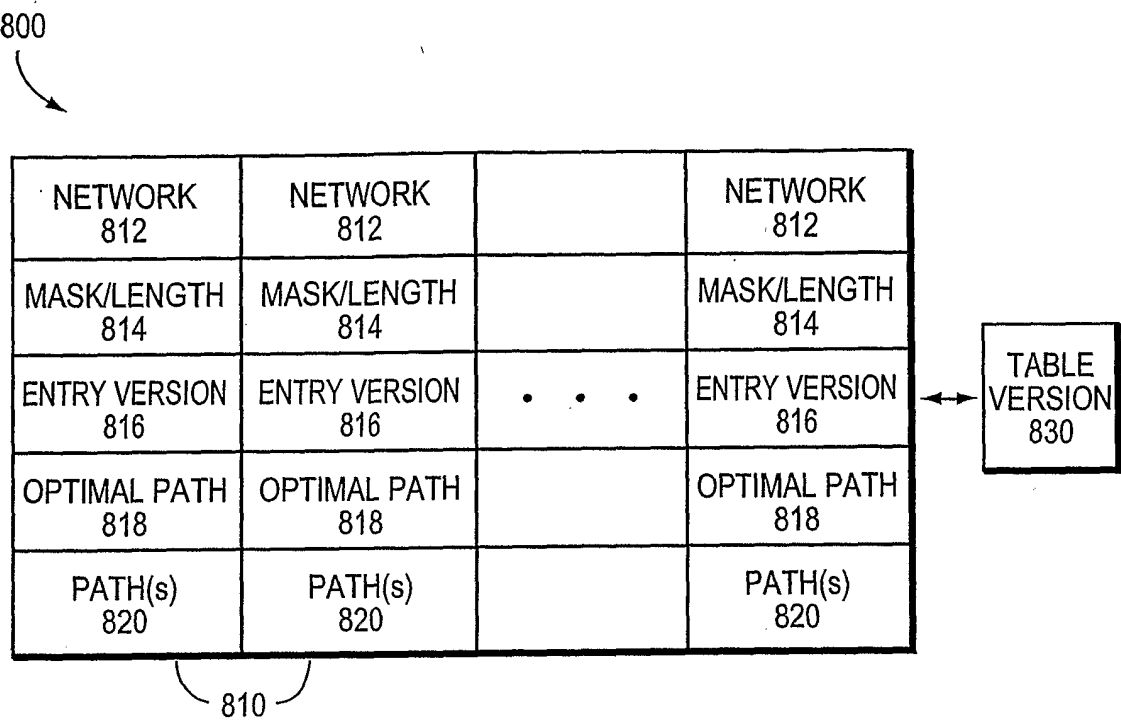 800
NETWORK NETWORK NETWORK
812 812 812
MASK/LENGTH MASK/LENGTH MASK/LENGTH
814 814 814
ENTRY VERSION ENTRY VERSION • • • ENTRY VERSION
816 816 816
OPTIMAL PATH OPTIMAL PATH OPTIMAL PATH
818 818 818
PATH(s) PATH(s) PATH(s)
820 820 820
TABLE
VERSION
830
810